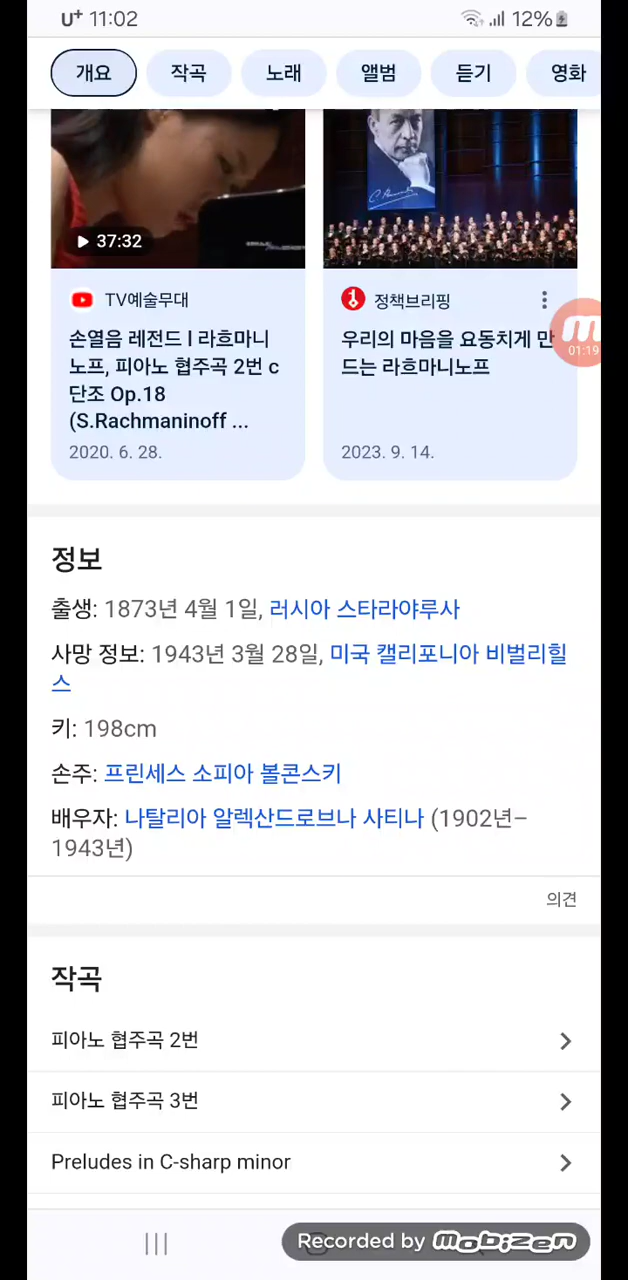 U+ 11:02
12%
개요
작곡
노래
앨범
듣기
영화
37:32
TV예술무대
손열음 레전드 l 라흐마니
노프, 피아노 협주곡 2번 c
단조 Op.18
(S.Rachmaninoff ...
2020. 6. 28.
정책브리핑
우리의 마음을 요동치게 만
드는 라흐마니노프
2023. 9. 14.
01:19
정보
출생: 1873년 4월 1일, 러시아 스타라야루사
사망 정보: 1943년 3월 28일, 미국 캘리포니아 비벌리힐
스
키: 198cm
손주: 프린세스 소피아 볼콘스키
배우자: 나탈리아 알렉산드로브나 사티나 (1902년–
1943년)
의견
작곡
피아노 협주곡 2번
피아노 협주곡 3번
Preludes in C-sharp minor
Recorded by mobizen